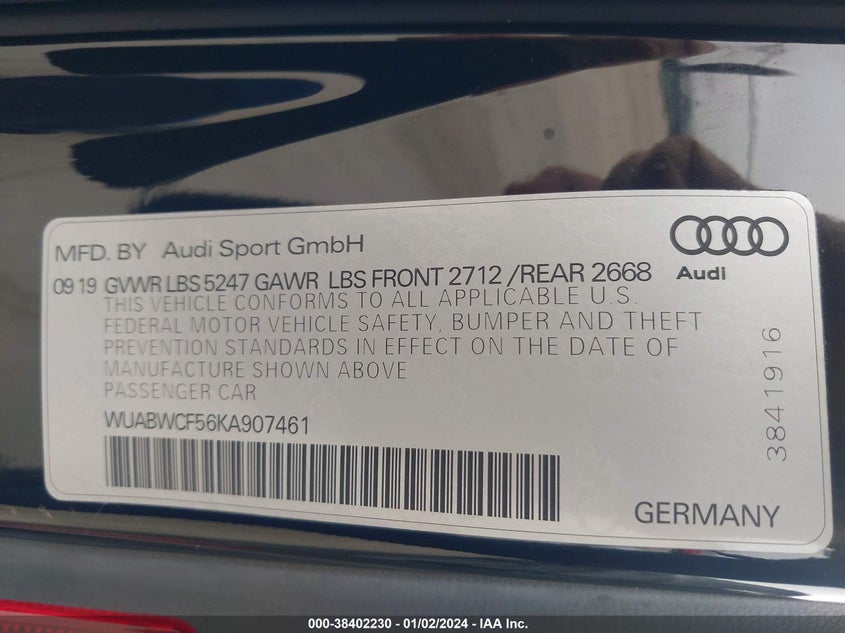 MFD. BY Audi Sport GmbH
Audi
09 19 GVWR LBS 5247 GAWR LBS FRONT 2712 /REAR 2668
THIS VEHICLE CONFORMS TO ALL APPLICABLE U.S.
FEDERAL MOTOR VEHICLE SAFETY, BUMPER AND THEFT
PREVENTION STANDARDS IN EFFECT ON THE DATE OF
MANUFACTURE SHOWN ABOVE
PASSENGER CAR
WUABWCF56KA907461
3841916
GERMANY
000-38402230 - 01/02/2024 - IAA Inc.